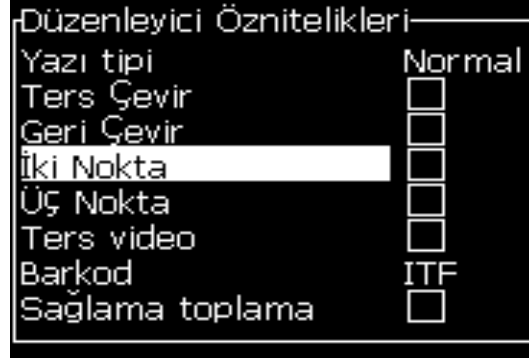 Düzenleyici Öznitelikleri
Yazı tipi Normal
Ters Çevir
Geri Çevir
İki Nokta
Üç Nokta
Ters video
Barkod ITF
Sağlama toplama